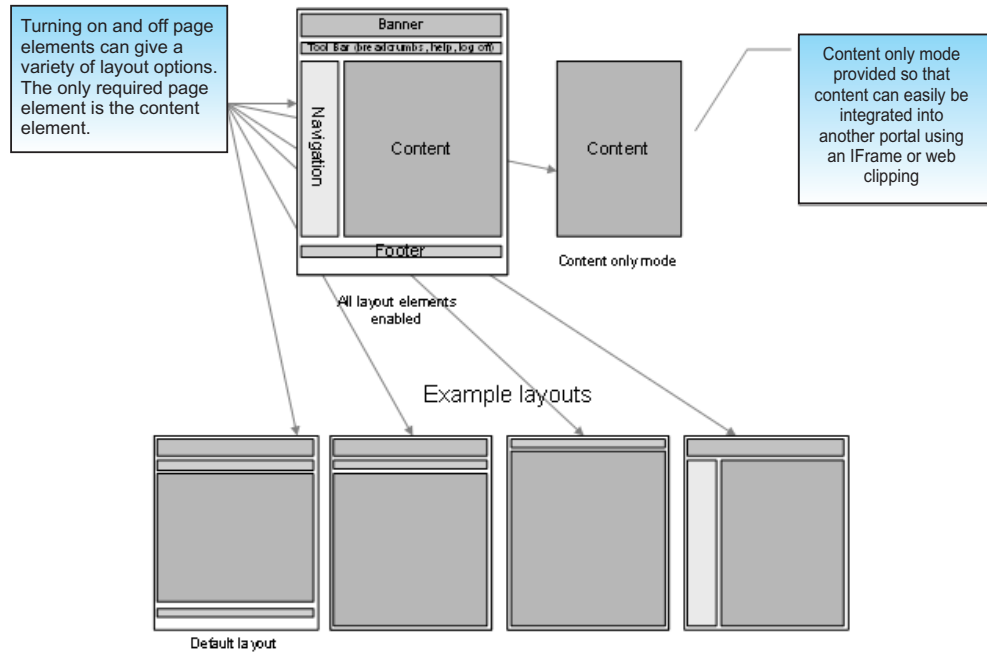 Turning on and off page
elements can give a
variety of layout options.
The only required page
element is the content
element.
Banner
Tool Bar (breadcrumbs, help, log off)
Navigation
Content
Footer
All layout elements
enabled
Content
Content only mode
Content only mode
provided so that
content can easily be
integrated into
another portal using
an IFrame or web
clipping
Example layouts
Default layout